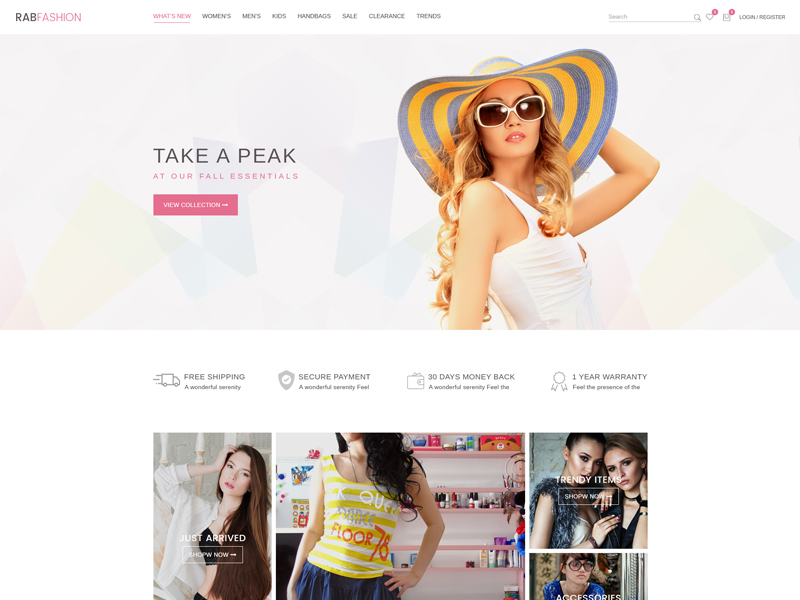 RABFASHION
WHAT'S NEW WOMEN'S MEN'S KIDS HANDBAGS SALE CLEARANCE TRENDS
Search
LOGIN / REGISTER
TAKE A PEAK
AT OUR FALL ESSENTIALS
VIEW COLLECTION
FREE SHIPPING
A wonderful serenity
SECURE PAYMENT
A wonderful serenity Feel
30 DAYS MONEY BACK
A wonderful serenity Feel the
1 YEAR WARRANTY
Feel the presence of the
JUST ARRIVED
SHOPW NOW
FLOOR 76
TRENDY ITEMS
SHOPW NOW
ACCESSORIES